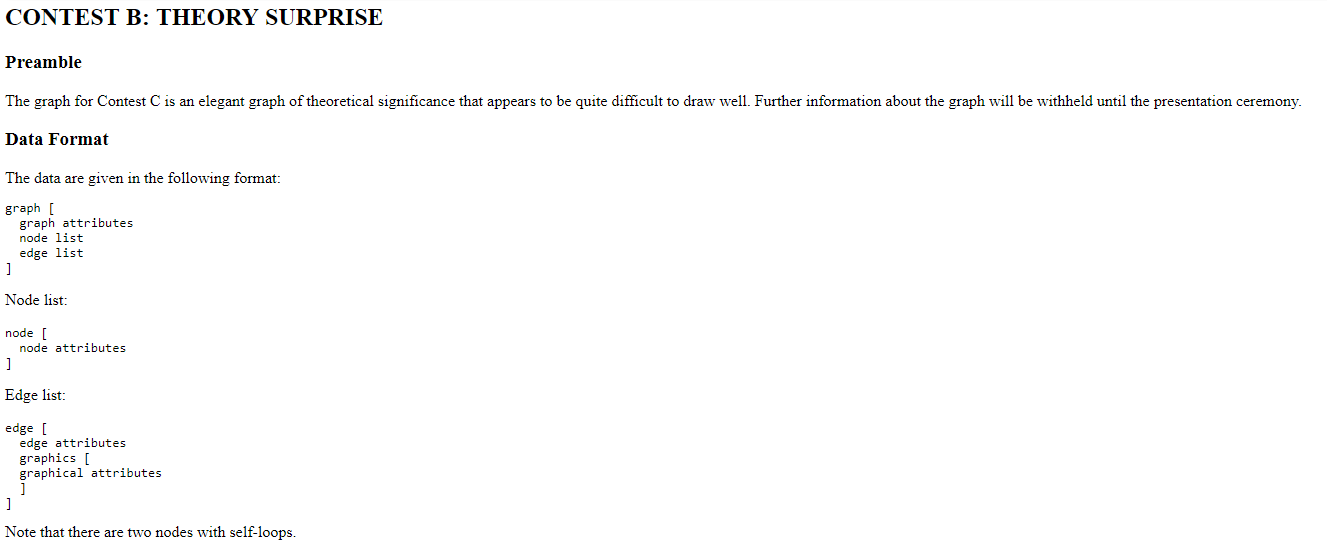 CONTEST B: THEORY SURPRISE
Preamble
The graph for Contest C is an elegant graph of theoretical significance that appears to be quite difficult to draw well. Further information about the graph will be withheld until the presentation ceremony.
Data Format
The data are given in the following format:
graph [
  graph attributes
  node list
  edge list
]
Node list:
node [
  node attributes
]
Edge list:
edge [
  edge attributes
  graphics [
  graphical attributes
  ]
]
Note that there are two nodes with self-loops.